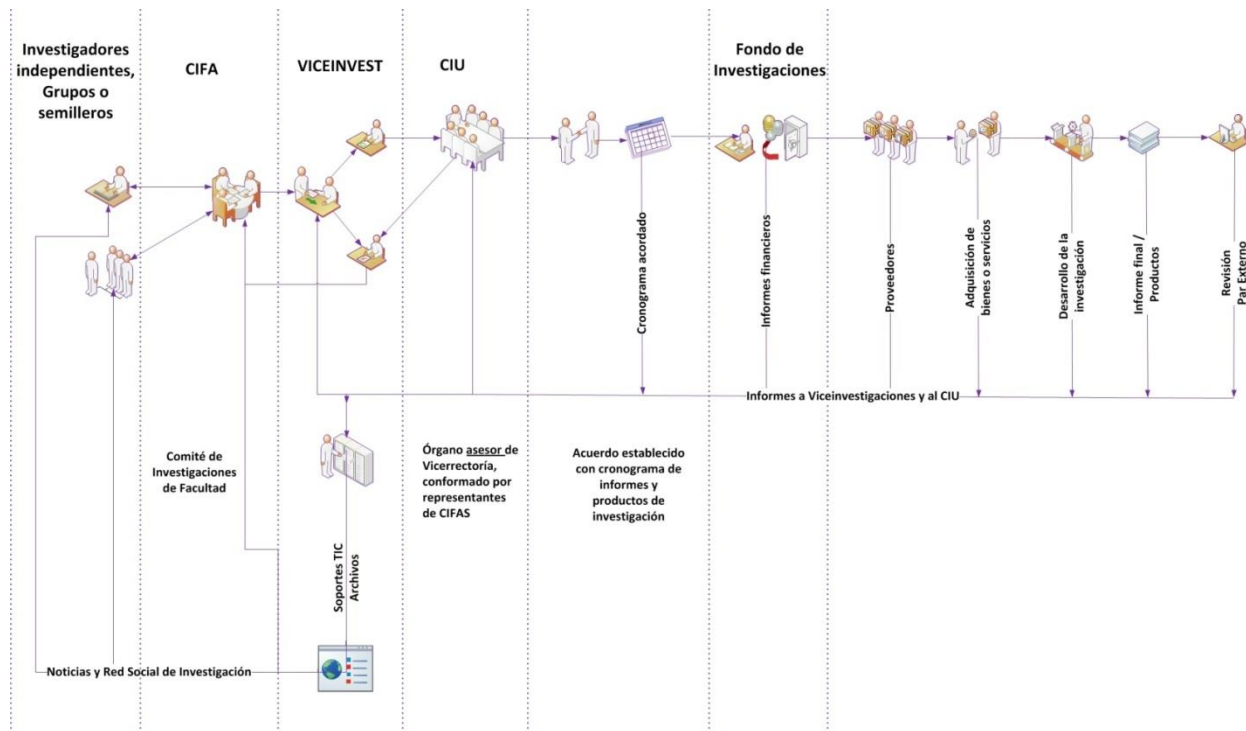 Investigadores
independientes,
Grupos o
semilleros
CIFA
VICEINVEST
CIU
Fondo de
Investigaciones
Cronograma acordado
Informes financieros
Proveedores
Adquisición de
bienes o servicios
Desarrollo de la
investigación
Informe final /
Productos
Revisión
Par Externo
Informes a Viceinvestigaciones y al CIU
Comité de
Investigaciones
de Facultad
Órgano asesor de
Vicerrectoría,
conformado por
representantes
de CIFAS
Acuerdo establecido
con cronograma de
informes y
productos de
investigación
Soportes TIC
Archivos
Noticias y Red Social de Investigación